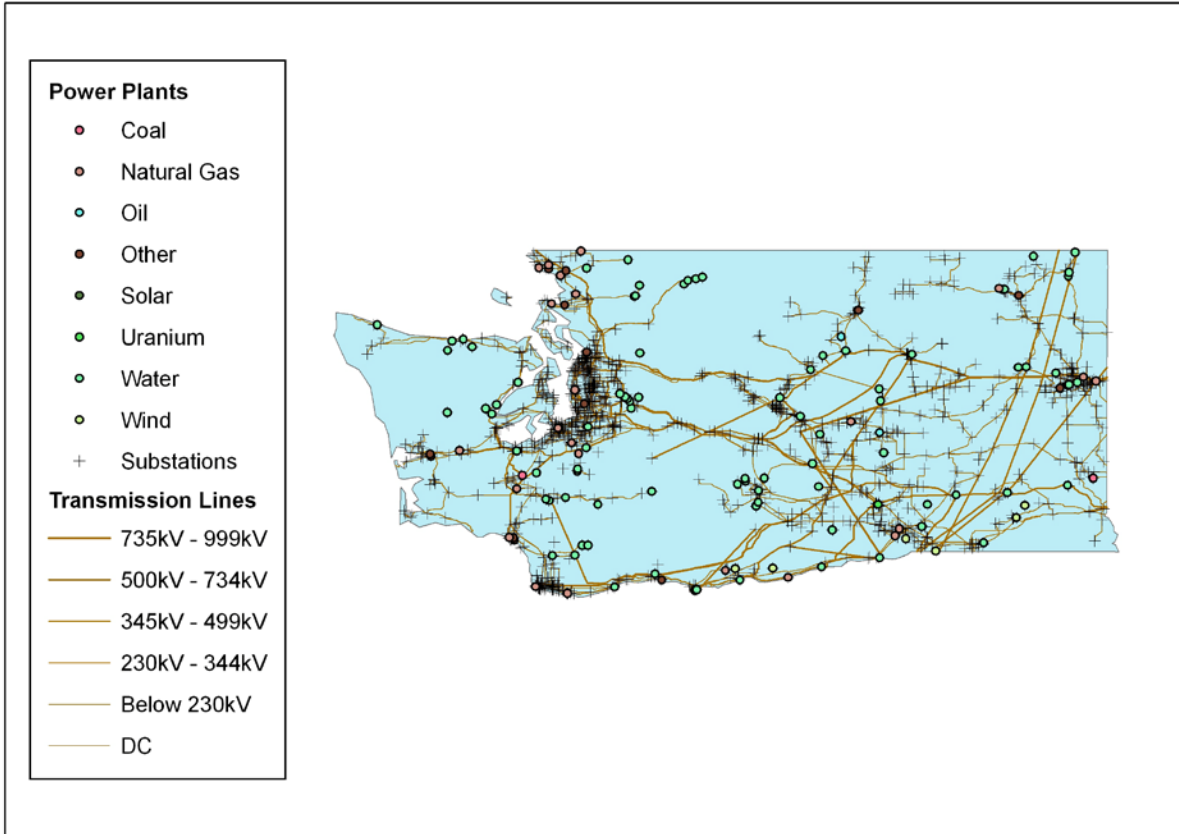 Power Plants
Coal
Natural Gas
Oil
Other
Solar
Uranium
Water
Wind
Substations
Transmission Lines
735kV - 999kV
500kV - 734kV
345kV - 499kV
230kV - 344kV
Below 230kV
DC